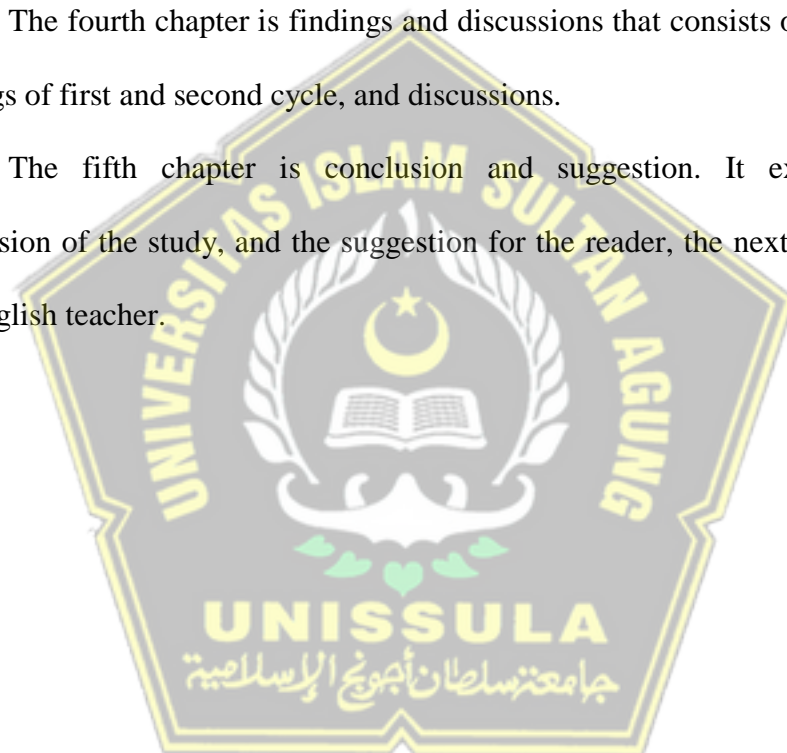 The fourth chapter is findings and discussions that consists o
gs of first and second cycle, and discussions.
The fifth chapter is conclusion and suggestion. It ex
sion of the study, and the suggestion for the reader, the next
glish teacher.
UNIVERSITAS ISLAM SULTAN AGUNG
UNISSULA
جامعة سلطان أجونج الإسلامية